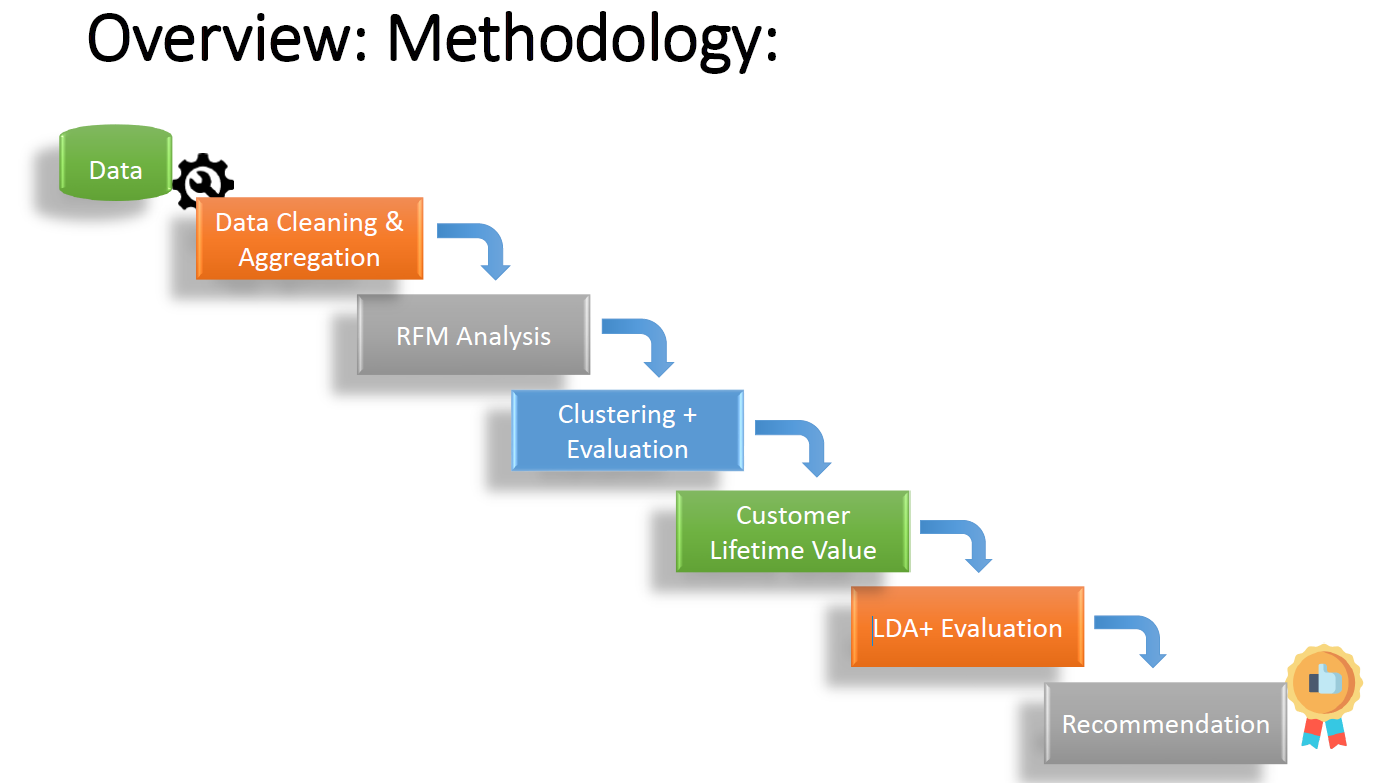 Overview: Methodology:
Data
Data Cleaning &
Aggregation
RFM Analysis
Clustering +
Evaluation
Customer
Lifetime Value
LDA+ Evaluation
Recommendation